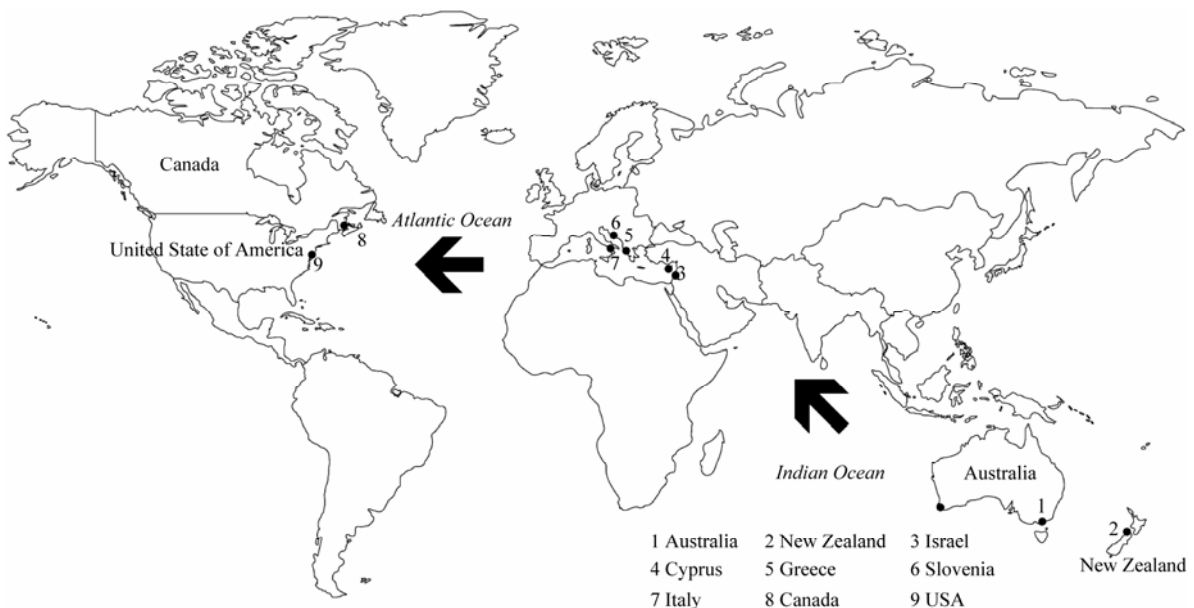 Canada
Atlantic Ocean
8
United State of America
9
6
5
7
4
3
Indian Ocean
Australia
1
2
New Zealand
1 Australia 2 New Zealand 3 Israel
4 Cyprus 5 Greece 6 Slovenia
7 Italy 8 Canada 9 USA